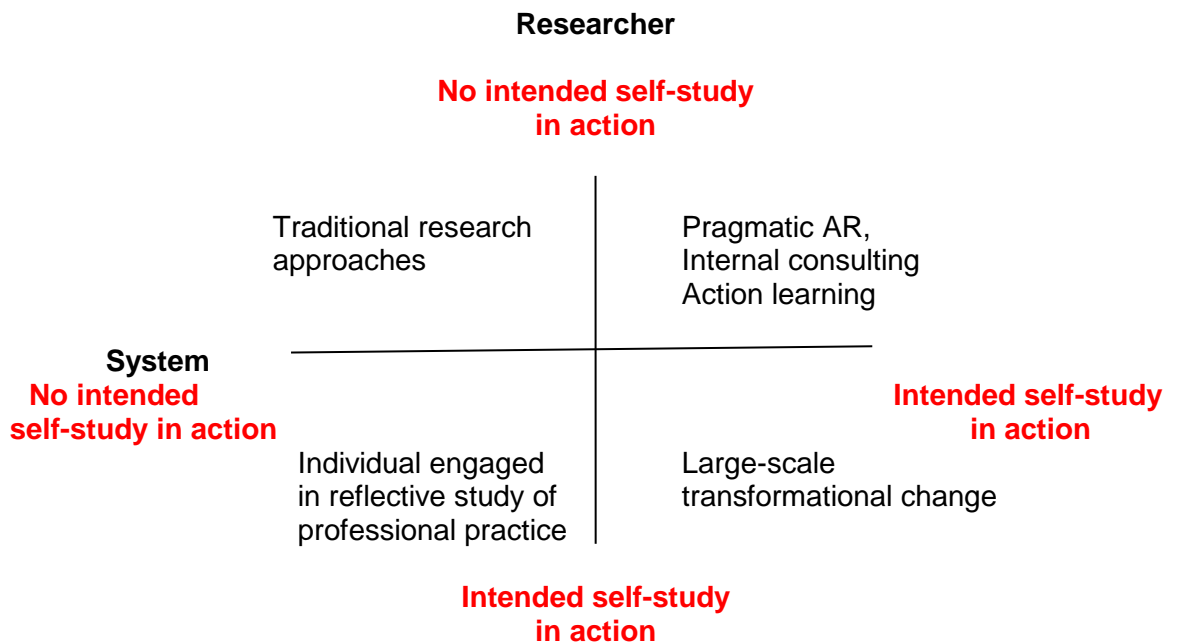 Researcher
No intended self-study
in action
Traditional research
approaches
Pragmatic AR,
Internal consulting
Action learning
System
No intended
self-study in action
Intended self-study
in action
Individual engaged
in reflective study of
professional practice
Large-scale
transformational change
Intended self-study
in action